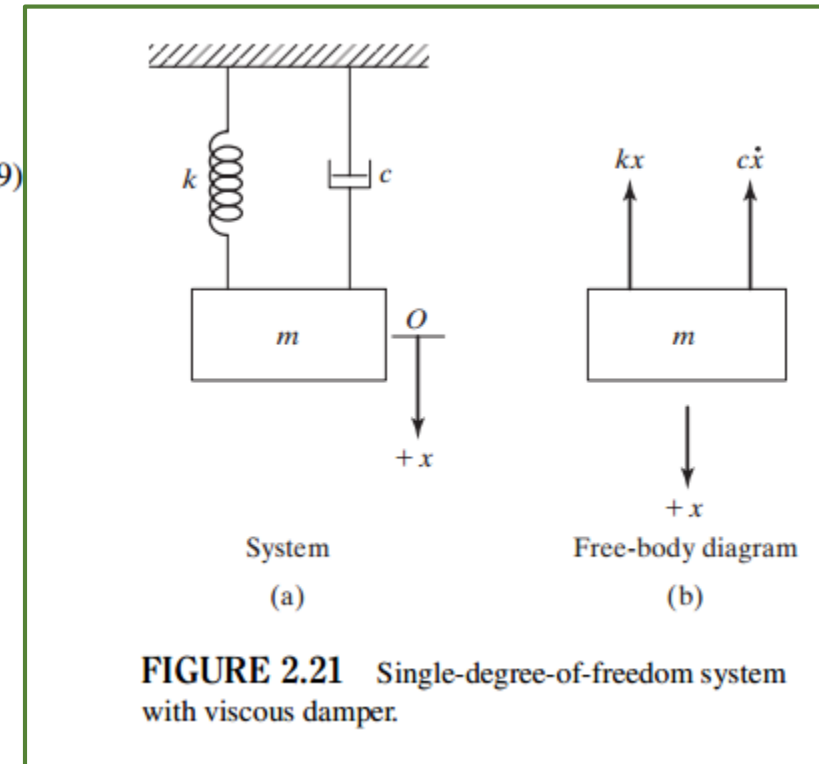 9)
k
c
m
O
+x
System
(a)
kx
cẋ
m
+x
Free-body diagram
(b)
FIGURE 2.21 Single-degree-of-freedom system
with viscous damper.